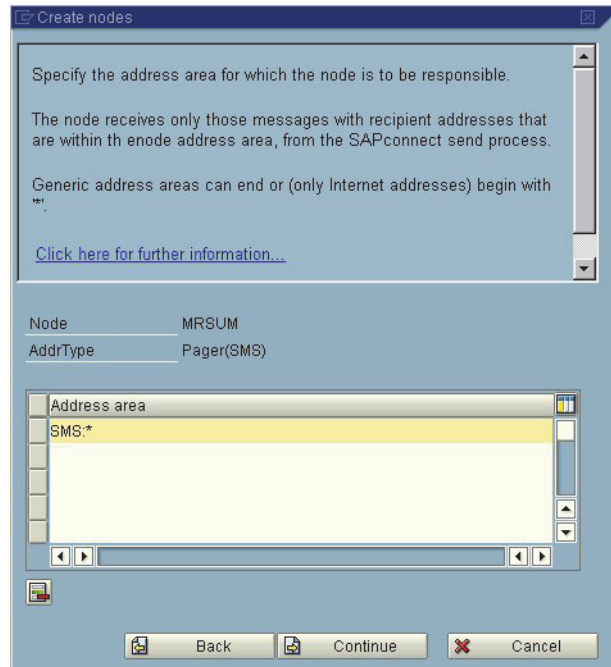 Create nodes
Specify the address area for which the node is to be responsible.
The node receives only those messages with recipient addresses that
are within th enode address area, from the SAPconnect send process.
Generic address areas can end or (only Internet addresses) begin with
'*'.
Click here for further information...
Node MRSUM
AddrType Pager(SMS)
Address area
SMS:*
Back Continue Cancel